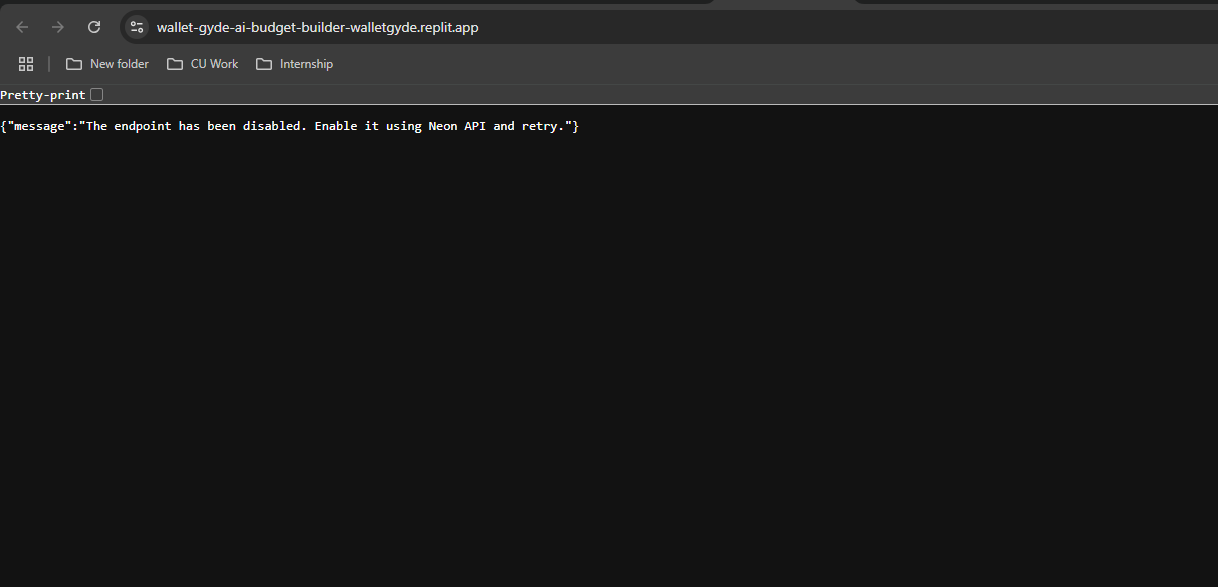 wallet-gyde-ai-budget-builder-walletgyde.replit.app
New folder CU Work Internship
Pretty-print
{"message":"The endpoint has been disabled. Enable it using Neon API and retry."}